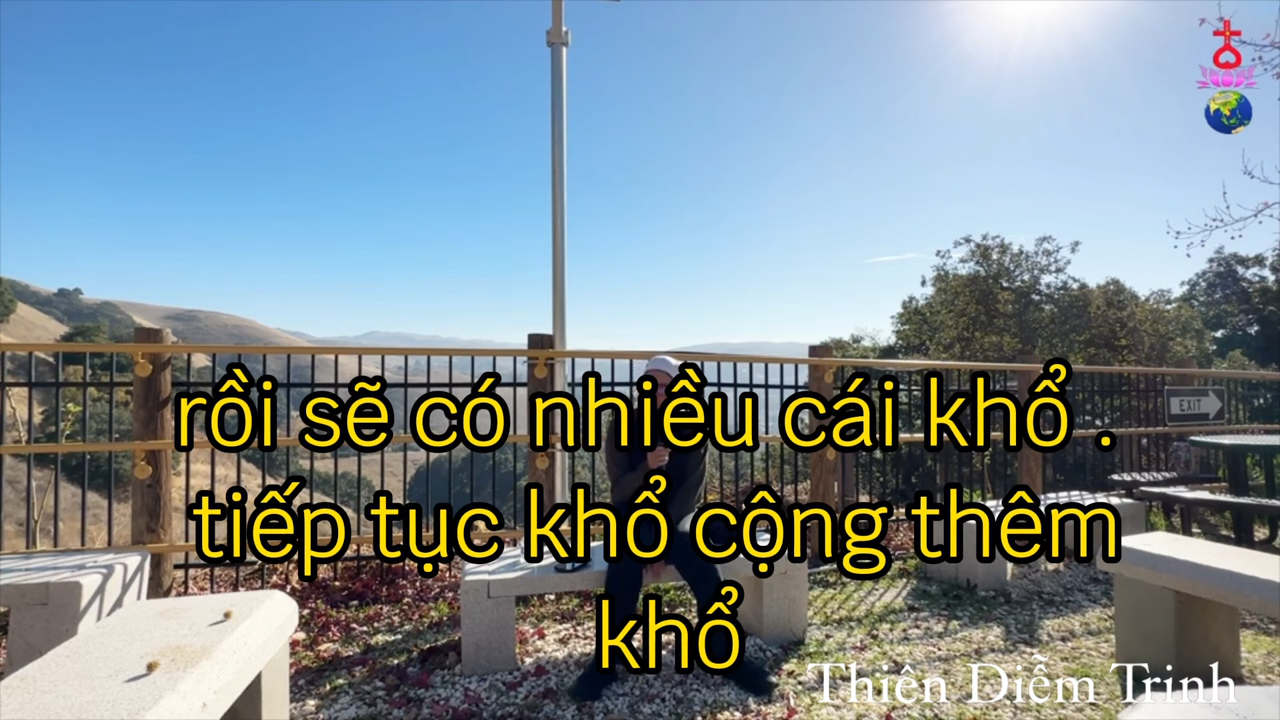 EXIT
rồi sẽ có nhiều cái khổ .
tiếp tục khổ cộng thêm
khổ
Thiên Diễm Trinh